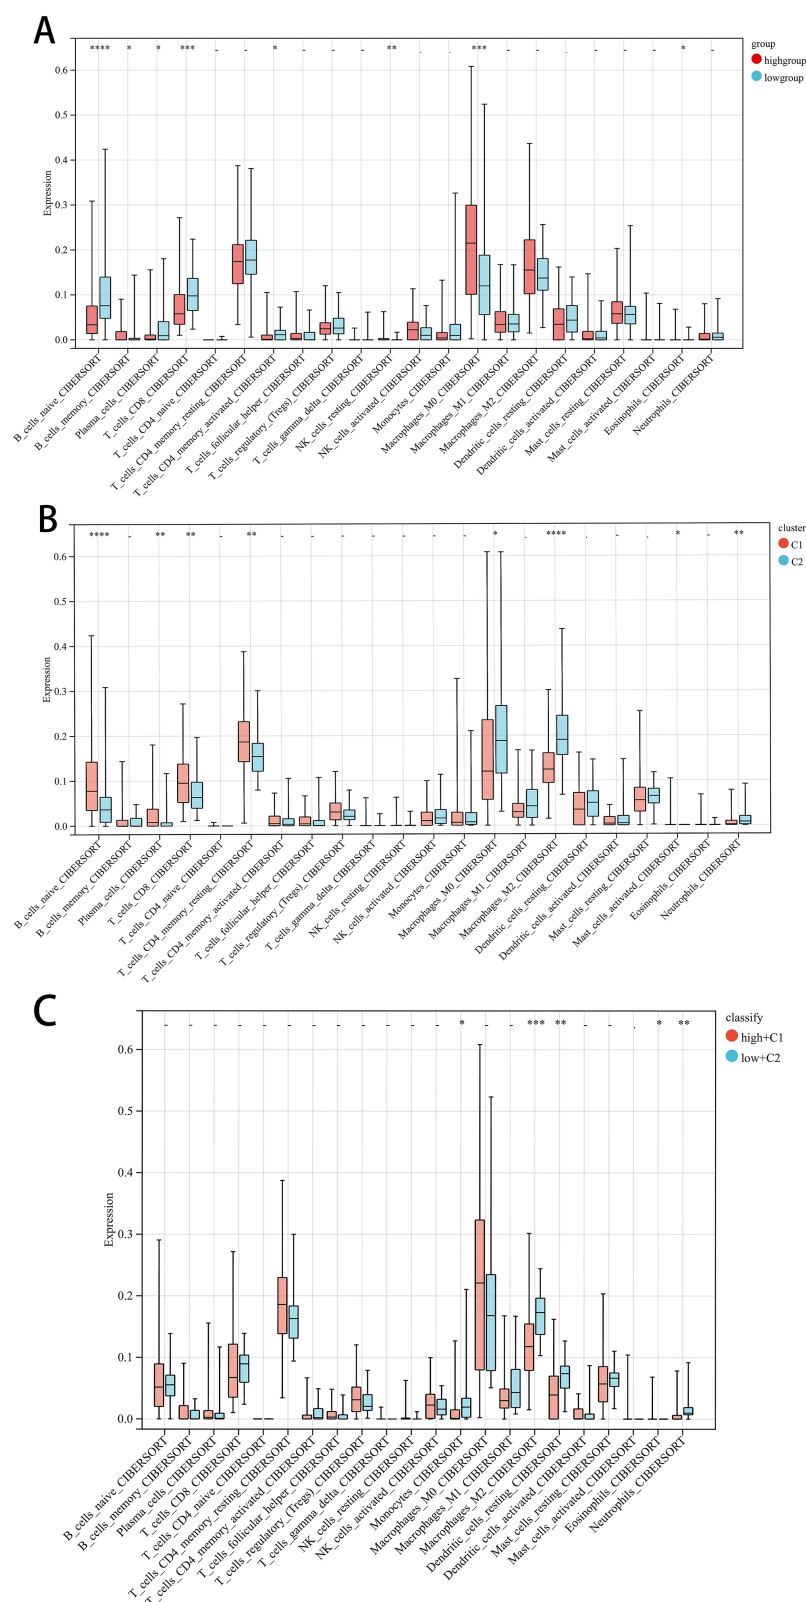 A
**** * * *** - - * - - - ** . - *** - - . - - . * -
group
highgroup
lowgroup
Expression
0.6
0.5
0.4
0.3
0.2
0.1
0.0
B_cells_naive_CIBERSORT
B_cells_memory_CIBERSORT
Plasma_cells_CIBERSORT
T_cells_CD8_CIBERSORT
T_cells_CD4_naive_CIBERSORT
T_cells_CD4_memory_resting_CIBERSORT
T_cells_CD4_memory_activated_CIBERSORT
T_cells_follicular_helper_CIBERSORT
T_cells_regulatory_(Tregs)_CIBERSORT
T_cells_gamma_delta_CIBERSORT
NK_cells_resting_CIBERSORT
NK_cells_activated_CIBERSORT
Monocytes_CIBERSORT
Macrophages_M0_CIBERSORT
Macrophages_M1_CIBERSORT
Macrophages_M2_CIBERSORT
Dendritic_cells_resting_CIBERSORT
Dendritic_cells_activated_CIBERSORT
Mast_cells_resting_CIBERSORT
Mast_cells_activated_CIBERSORT
Eosinophils_CIBERSORT
Neutrophils_CIBERSORT
B
**** - ** ** - ** - - - - - - - * . **** - - . * - **
cluster
C1
C2
Expression
0.6
0.5
0.4
0.3
0.2
0.1
0.0
B_cells_naive_CIBERSORT
B_cells_memory_CIBERSORT
Plasma_cells_CIBERSORT
T_cells_CD8_CIBERSORT
T_cells_CD4_naive_CIBERSORT
T_cells_CD4_memory_resting_CIBERSORT
T_cells_CD4_memory_activated_CIBERSORT
T_cells_follicular_helper_CIBERSORT
T_cells_regulatory_(Tregs)_CIBERSORT
T_cells_gamma_delta_CIBERSORT
NK_cells_resting_CIBERSORT
NK_cells_activated_CIBERSORT
Monocytes_CIBERSORT
Macrophages_M0_CIBERSORT
Macrophages_M1_CIBERSORT
Macrophages_M2_CIBERSORT
Dendritic_cells_resting_CIBERSORT
Dendritic_cells_activated_CIBERSORT
Mast_cells_resting_CIBERSORT
Mast_cells_activated_CIBERSORT
Eosinophils_CIBERSORT
Neutrophils_CIBERSORT
C
- - - - - - - - - - - - * - - *** ** - - . * **
classify
high+C1
low+C2
Expression
0.6
0.5
0.4
0.3
0.2
0.1
0.0
B_cells_naive_CIBERSORT
B_cells_memory_CIBERSORT
Plasma_cells_CIBERSORT
T_cells_CD8_CIBERSORT
T_cells_CD4_naive_CIBERSORT
T_cells_CD4_memory_resting_CIBERSORT
T_cells_CD4_memory_activated_CIBERSORT
T_cells_follicular_helper_CIBERSORT
T_cells_regulatory_(Tregs)_CIBERSORT
T_cells_gamma_delta_CIBERSORT
NK_cells_resting_CIBERSORT
NK_cells_activated_CIBERSORT
Monocytes_CIBERSORT
Macrophages_M0_CIBERSORT
Macrophages_M1_CIBERSORT
Macrophages_M2_CIBERSORT
Dendritic_cells_resting_CIBERSORT
Dendritic_cells_activated_CIBERSORT
Mast_cells_resting_CIBERSORT
Mast_cells_activated_CIBERSORT
Eosinophils_CIBERSORT
Neutrophils_CIBERSORT